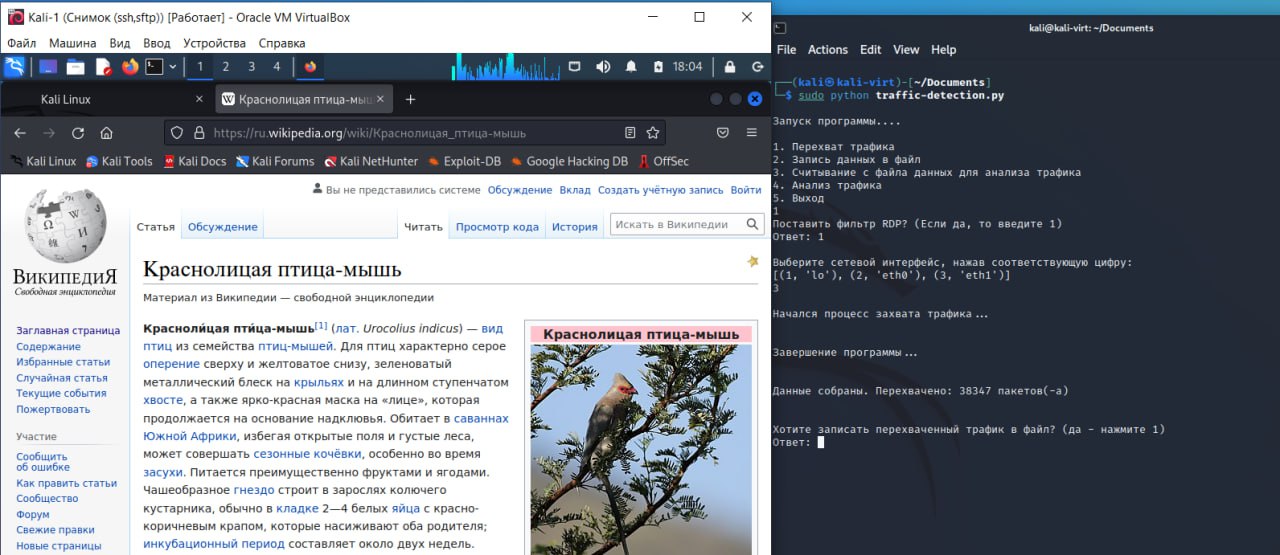 Kali-1 (Снимок (ssh,sftp)) [Работает] - Oracle VM VirtualBox
Файл Машина Вид Ввод Устройства Справка
1 2 3 4 18:04
Kali Linux Краснолицая птица-мыш
https://ru.wikipedia.org/wiki/Краснолицая_птица-мышь
Kali Linux Kali Tools Kali Docs Kali Forums Kali NetHunter Exploit-DB Google Hacking DB OffSec
Вы не представились системе Обсуждение Вклад Создать учётную запись Войти
Статья Обсуждение Читать Просмотр кода История Искать в Википедии
ВИКИПЕДИЯ
Свободная энциклопедия
Заглавная страница
Содержание
Избранные статьи
Случайная статья
Текущие события
Пожертвовать
Участие
Сообщить
об ошибке
Как править статьи
Сообщество
Форум
Свежие правки
Новые страницы
Краснолицая птица-мышь
Материал из Википедии — свободной энциклопедии
Краснолицая птица-мышь[1] (лат. Urocolius indicus) — вид
птиц из семейства птиц-мышей. Для птиц характерно серое
оперение сверху и желтоватое снизу, зеленоватый
металлический блеск на крыльях и на длинном ступенчатом
хвосте, а также ярко-красная маска на «лице», которая
продолжается на основание надклювья. Обитает в саваннах
Южной Африки, избегая открытые поля и густые леса,
может совершать сезонные кочёвки, особенно во время
засухи. Питается преимущественно фруктами и ягодами.
Чашеобразное гнездо строит в зарослях колючего
кустарника, обычно в кладке 2—4 белых яйца с красно-
коричневым крапом, которые насиживают оба родителя;
инкубационный период составляет около двух недель.
Краснолицая птица-мышь
kali@kali-virt: ~/Documents
File Actions Edit View Help
(kali㉿kali-virt)-[~/Documents]
$ sudo python traffic-detection.py
Запуск программы....
1. Перехват трафика
2. Запись данных в файл
3. Считывание с файла данных для анализа трафика
4. Анализ трафика
5. Выход
1
Поставить фильтр RDP? (Если да, то введите 1)
Ответ: 1
Выберите сетевой интерфейс, нажав соответствующую цифру:
[(1, 'lo'), (2, 'eth0'), (3, 'eth1')]
3
Начался процесс захвата трафика...
Завершение программы...
Данные собраны. Перехвачено: 38347 пакетов(-а)
Хотите записать перехваченный трафик в файл? (да - нажмите 1)
Ответ: